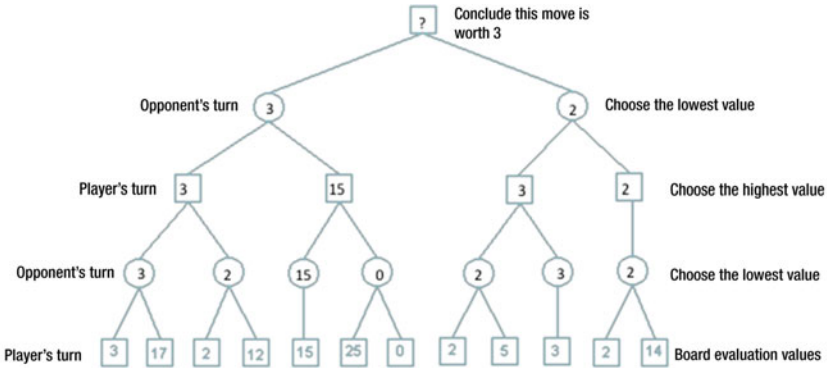 ? Conclude this move is
worth 3
Opponent's turn 3 2 Choose the lowest value
Player's turn 3 15 3 2 Choose the highest value
Opponent's turn 3 2 15 0 2 3 2 Choose the lowest value
Player's turn 3 17 2 12 15 25 0 2 5 3 2 14 Board evaluation values